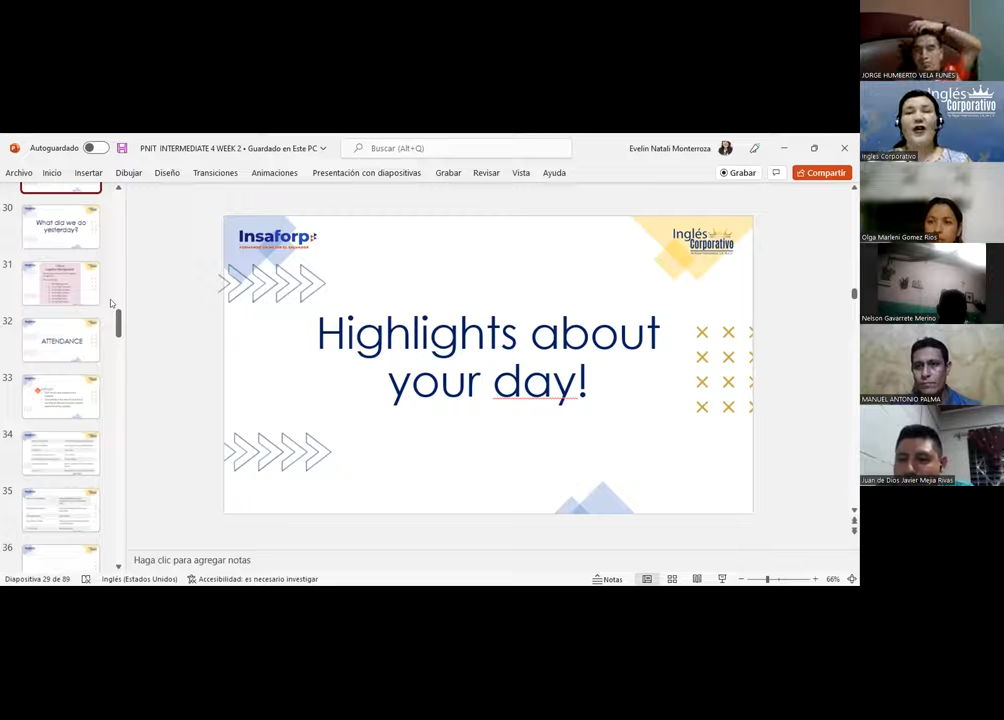 Autoguardado
PNIT INTERMEDIATE 4 WEEK 2 • Guardado en Este PC
Buscar (Alt+Q)
Evelin Natali Monterroza
Archivo Inicio Insertar Dibujar Diseño Transiciones Animaciones Presentación con diapositivas Grabar Revisar Vista Ayuda
Grabar
Compartir
30
What did we do
yesterday?
31
32
ATTENDANCE
33
34
35
36
Insaforp
Inglés
Corporativo
Highlights about
your day!
Haga clic para agregar notas
Diapositiva 29 de 89
Inglés (Estados Unidos)
Accesibilidad: es necesario investigar
Notas
66%
JORGE HUMBERTO VELA FUNES
Inglés
Corporativo
Ingles Corporativo
Olga Marleni Gomez Rios
Nelson Gavarrete Merino
MANUEL ANTONIO PALMA
Juan de Dios Javier Mejia Rivas